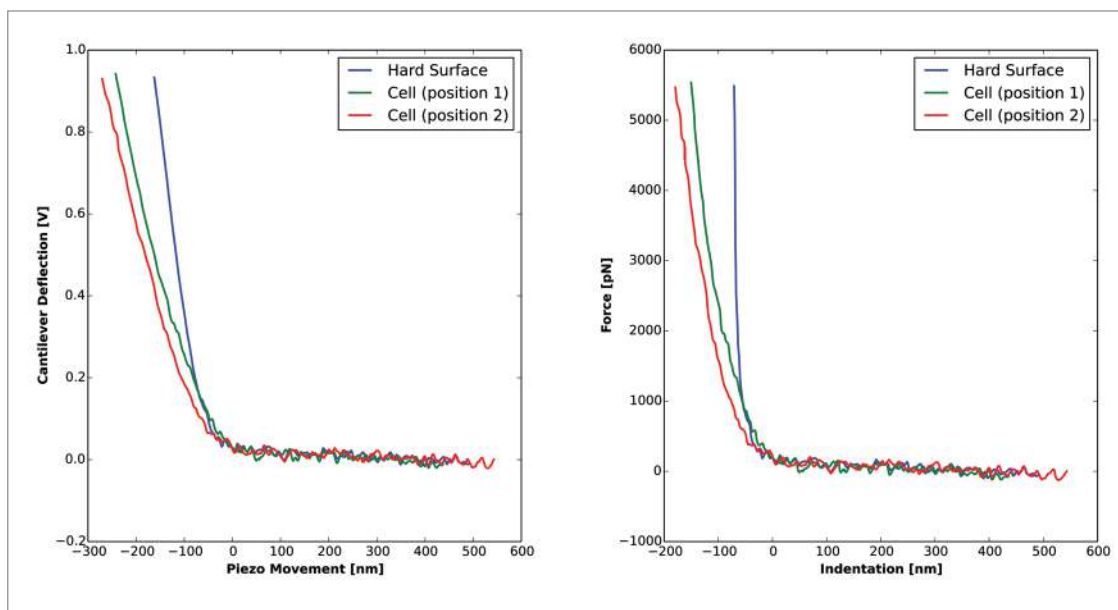 1.0
0.8
0.6
0.4
0.2
0.0
−0.2
Cantilever Deflection [V]
−300 −200 −100 0 100 200 300 400 500 600
Piezo Movement [nm]
Hard Surface
Cell (position 1)
Cell (position 2)
6000
5000
4000
3000
2000
1000
0
−1000
Force [pN]
−200 −100 0 100 200 300 400 500 600
Indentation [nm]
Hard Surface
Cell (position 1)
Cell (position 2)